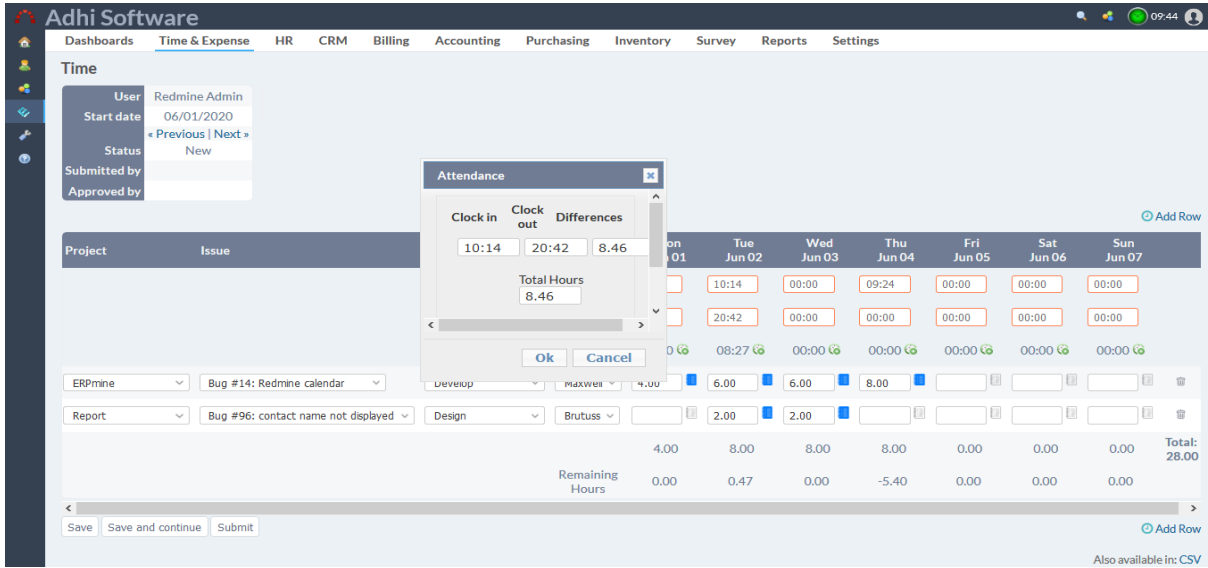 Adhi Software
09:44
Dashboards Time & Expense HR CRM Billing Accounting Purchasing Inventory Survey Reports Settings
Time
User Redmine Admin
Start date 06/01/2020
« Previous | Next »
Status New
Submitted by
Approved by
Attendance
Clock in Clock out Differences
10:14 20:42 8.46
Total Hours
8.46
Ok Cancel
Add Row
Project Issue on Tue Wed Thu Fri Sat Sun
01 Jun 02 Jun 03 Jun 04 Jun 05 Jun 06 Jun 07
10:14 00:00 09:24 00:00 00:00 00:00
20:42 00:00 00:00 00:00 00:00 00:00
0 08:27 00:00 00:00 00:00 00:00 00:00
ERPmine Bug #14: Redmine calendar Develop Maxwell 4.00 6.00 6.00 8.00
Report Bug #96: contact name not displayed Design Brutuss 2.00 2.00
4.00 8.00 8.00 8.00 0.00 0.00 0.00 Total: 28.00
Remaining Hours 0.00 0.47 0.00 -5.40 0.00 0.00 0.00
Save Save and continue Submit
Add Row
Also available in: CSV